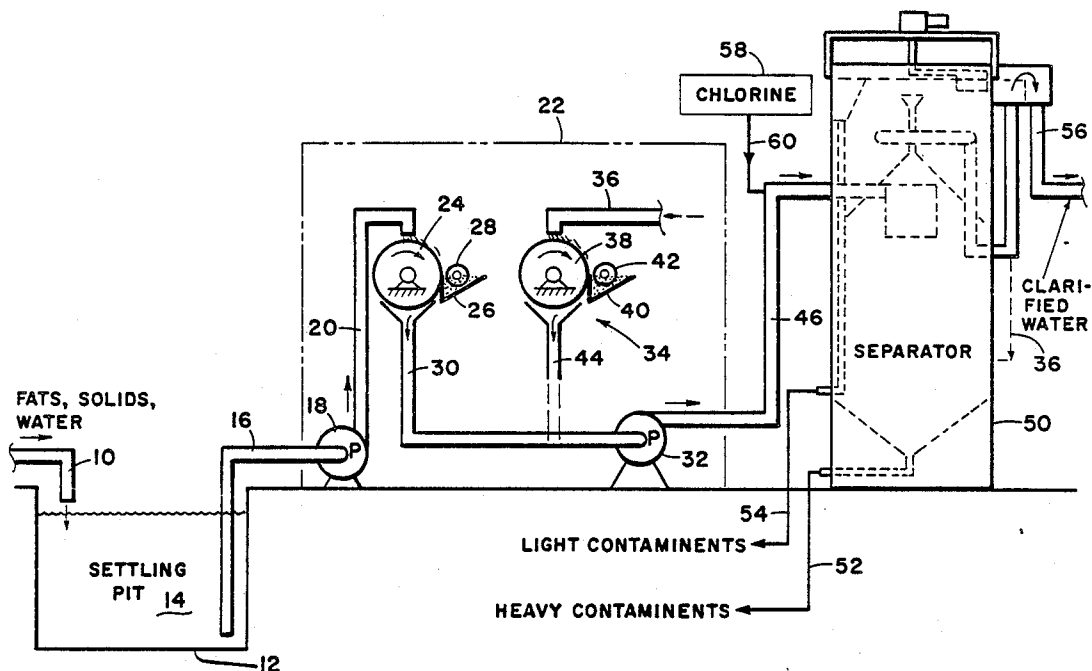 58
CHLORINE
60
22
56
24
28
36
38
42
26
40
20
30
44
34
46
CLARI-
FIED
WATER
36
SEPARATOR
50
FATS, SOLIDS,
WATER
10
16
18
P
P
32
54
LIGHT CONTAMINENTS
52
HEAVY CONTAMINENTS
SETTLING
PIT 14
12